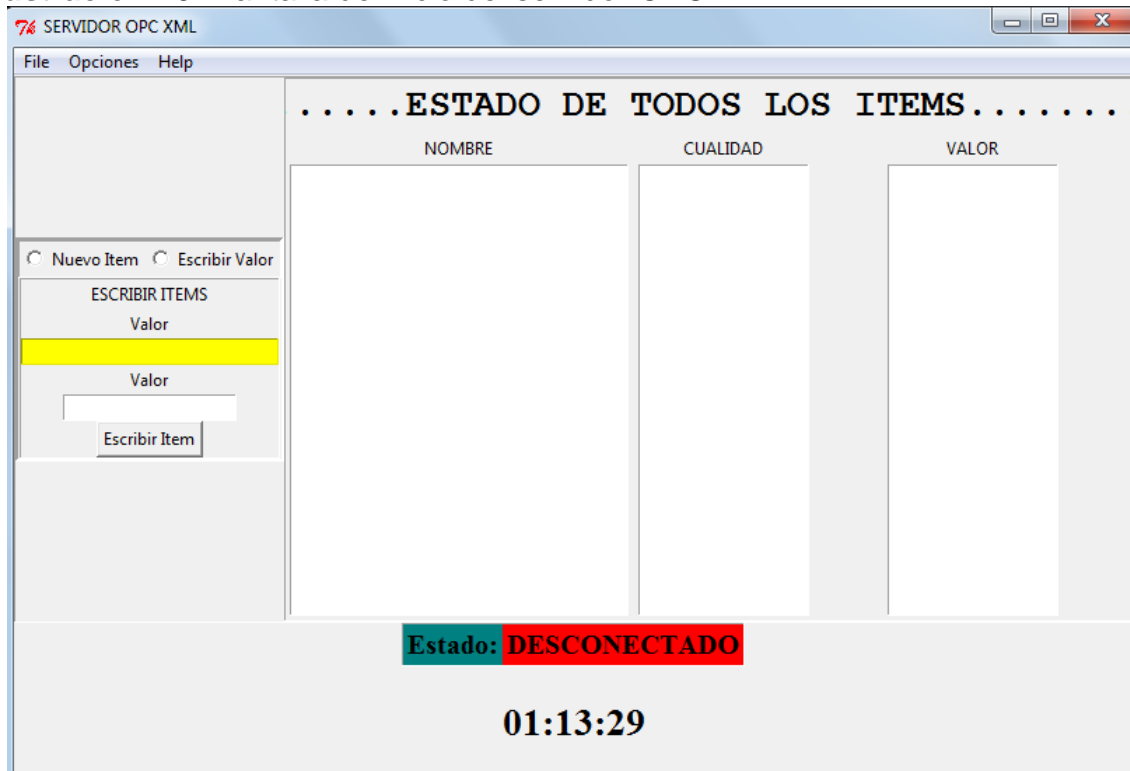 SERVIDOR OPC XML
File Opciones Help
.....ESTADO DE TODOS LOS ITEMS.......
NOMBRE CUALIDAD VALOR
Nuevo Item Escribir Valor
ESCRIBIR ITEMS
Valor
Valor
Escribir Item
Estado: DESCONECTADO
01:13:29